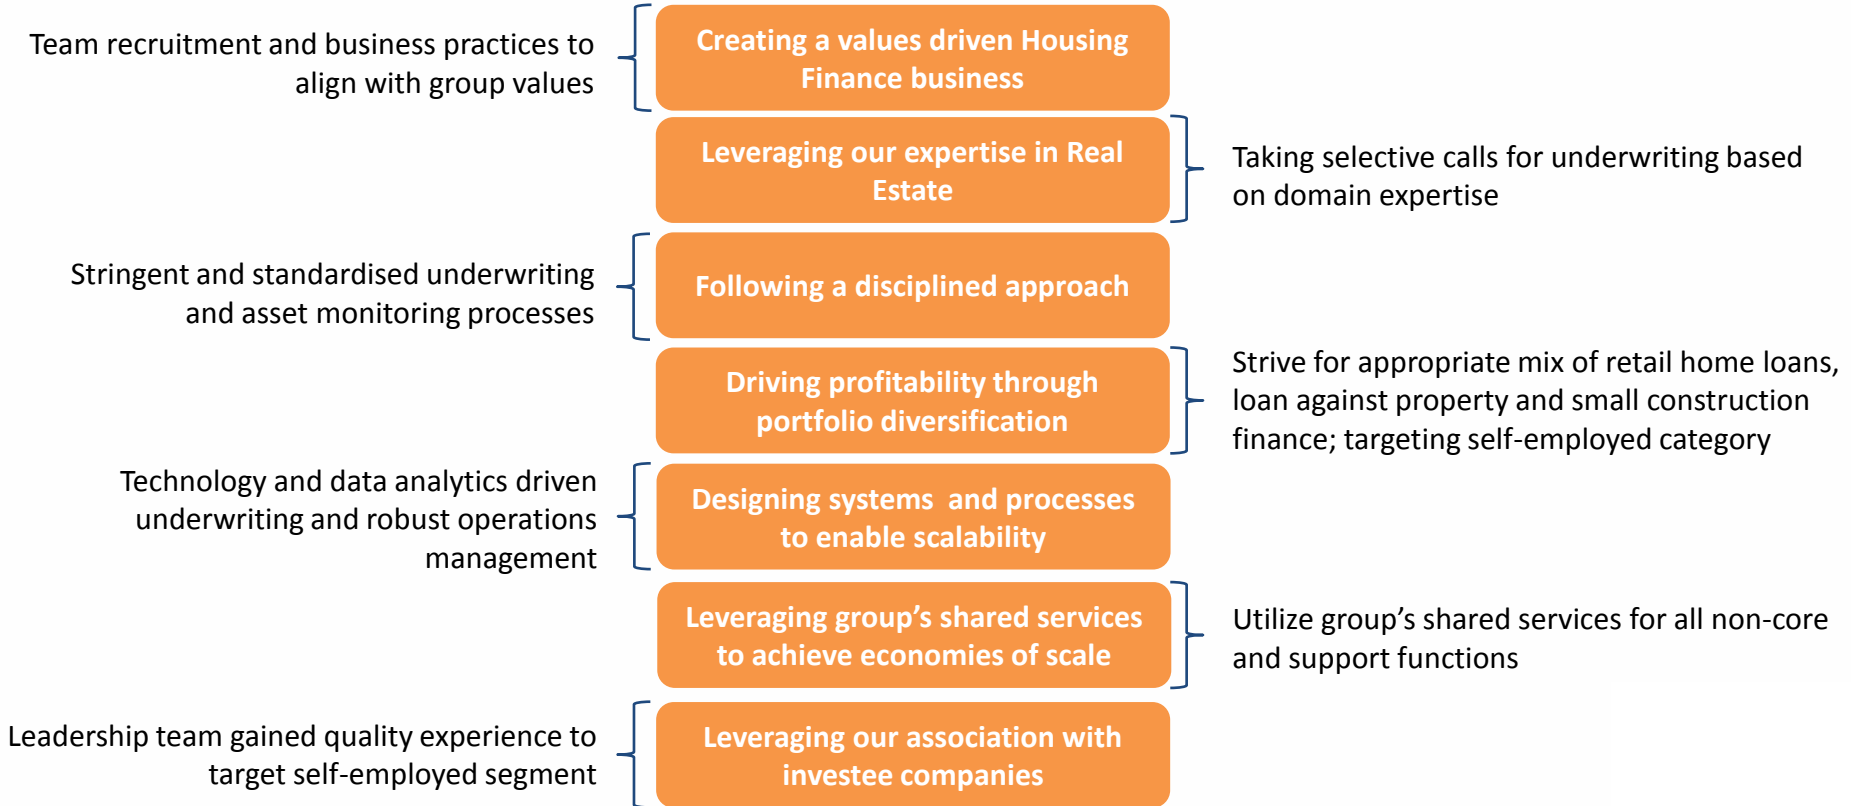 Team recruitment and business practices to
align with group values
Creating a values driven Housing
Finance business
Leveraging our expertise in Real
Estate
Taking selective calls for underwriting based
on domain expertise
Stringent and standardised underwriting
and asset monitoring processes
Following a disciplined approach
Driving profitability through
portfolio diversification
Strive for appropriate mix of retail home loans,
loan against property and small construction
finance; targeting self-employed category
Technology and data analytics driven
underwriting and robust operations
management
Designing systems  and processes
to enable scalability
Leveraging group’s shared services
to achieve economies of scale
Utilize group’s shared services for all non-core
and support functions
Leadership team gained quality experience to
target self-employed segment
Leveraging our association with
investee companies